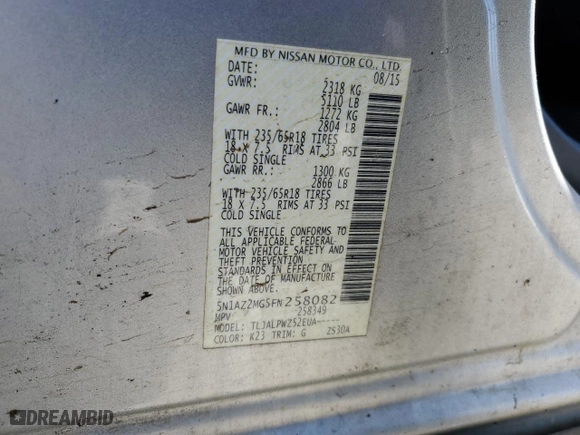 MFD BY NISSAN MOTOR CO., LTD.
DATE: 08/15
GVWR: 2318 KG
5110 LB
GAWR FR.: 1272 KG
2804 LB
WITH 235/65R18 TIRES
18 X 7.5 RIMS AT 33 PSI
COLD SINGLE
GAWR RR.: 1300 KG
2866 LB
WITH 235/65R18 TIRES
18 X 7.5 RIMS AT 33 PSI
COLD SINGLE
THIS VEHICLE CONFORMS TO
ALL APPLICABLE FEDERAL
MOTOR VEHICLE SAFETY AND
THEFT PREVENTION
STANDARDS IN EFFECT ON
THE DATE OF MANUFACTURE
SHOWN ABOVE.
5N1AZ2MG5FN258082
MPV 258349
MODEL: TLJALPWZ52EUA-----
COLOR: K23 TRIM: G Z530A
DREAMBID